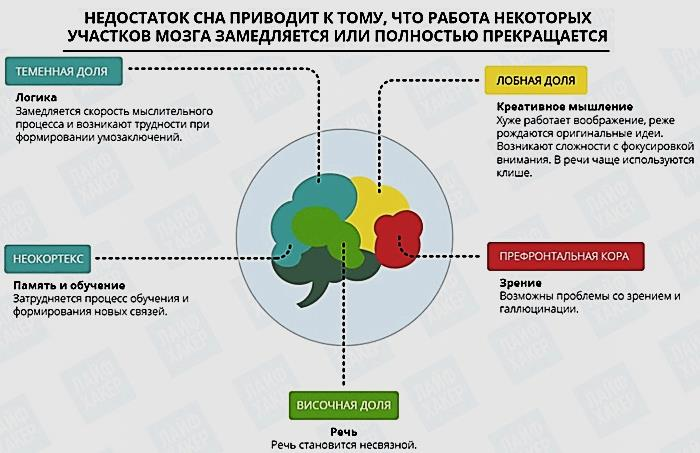 НЕДОСТАТОК СНА ПРИВОДИТ К ТОМУ, ЧТО РАБОТА НЕКОТОРЫХ
УЧАСТКОВ МОЗГА ЗАМЕДЛЯЕТСЯ ИЛИ ПОЛНОСТЬЮ ПРЕКРАЩАЕТСЯ
ТЕМЕННАЯ ДОЛЯ
Логика
Замедляется скорость мыслительного
процесса и возникают трудности при
формировании умозаключений.
ЛОБНАЯ ДОЛЯ
Креативное мышление
Хуже работает воображение, реже
рождаются оригинальные идеи.
Возникают сложности с фокусировкой
внимания. В речи чаще используются
клише.
НЕОКОРТЕКС
Память и обучение
Затрудняется процесс обучения и
формирования новых связей.
ПРЕФРОНТАЛЬНАЯ КОРА
Зрение
Возможны проблемы со зрением и
галлюцинации.
ВИСОЧНАЯ ДОЛЯ
Речь
Речь становится несвязной.